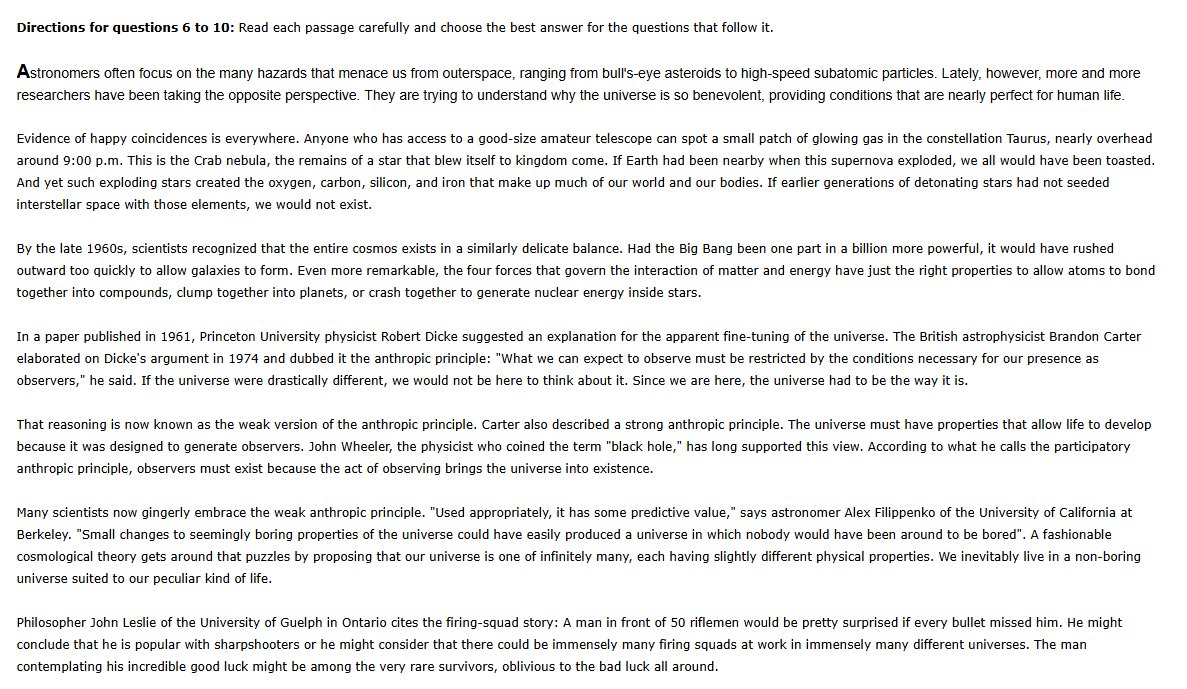 Directions for questions 6 to 10: Read each passage carefully and choose the best answer for the questions that follow it.
Astronomers often focus on the many hazards that menace us from outerspace, ranging from bull's-eye asteroids to high-speed subatomic particles. Lately, however, more and more
researchers have been taking the opposite perspective. They are trying to understand why the universe is so benevolent, providing conditions that are nearly perfect for human life.
Evidence of happy coincidences is everywhere. Anyone who has access to a good-size amateur telescope can spot a small patch of glowing gas in the constellation Taurus, nearly overhead
around 9:00 p.m. This is the Crab nebula, the remains of a star that blew itself to kingdom come. If Earth had been nearby when this supernova exploded, we all would have been toasted.
And yet such exploding stars created the oxygen, carbon, silicon, and iron that make up much of our world and our bodies. If earlier generations of detonating stars had not seeded
interstellar space with those elements, we would not exist.
By the late 1960s, scientists recognized that the entire cosmos exists in a similarly delicate balance. Had the Big Bang been one part in a billion more powerful, it would have rushed
outward too quickly to allow galaxies to form. Even more remarkable, the four forces that govern the interaction of matter and energy have just the right properties to allow atoms to bond
together into compounds, clump together into planets, or crash together to generate nuclear energy inside stars.
In a paper published in 1961, Princeton University physicist Robert Dicke suggested an explanation for the apparent fine-tuning of the universe. The British astrophysicist Brandon Carter
elaborated on Dicke's argument in 1974 and dubbed it the anthropic principle: "What we can expect to observe must be restricted by the conditions necessary for our presence as
observers," he said. If the universe were drastically different, we would not be here to think about it. Since we are here, the universe had to be the way it is.
That reasoning is now known as the weak version of the anthropic principle. Carter also described a strong anthropic principle. The universe must have properties that allow life to develop
because it was designed to generate observers. John Wheeler, the physicist who coined the term "black hole," has long supported this view. According to what he calls the participatory
anthropic principle, observers must exist because the act of observing brings the universe into existence.
Many scientists now gingerly embrace the weak anthropic principle. "Used appropriately, it has some predictive value," says astronomer Alex Filippenko of the University of California at
Berkeley. "Small changes to seemingly boring properties of the universe could have easily produced a universe in which nobody would have been around to be bored". A fashionable
cosmological theory gets around that puzzles by proposing that our universe is one of infinitely many, each having slightly different physical properties. We inevitably live in a non-boring
universe suited to our peculiar kind of life.
Philosopher John Leslie of the University of Guelph in Ontario cites the firing-squad story: A man in front of 50 riflemen would be pretty surprised if every bullet missed him. He might
conclude that he is popular with sharpshooters or he might consider that there could be immensely many firing squads at work in immensely many different universes. The man
contemplating his incredible good luck might be among the very rare survivors, oblivious to the bad luck all around.